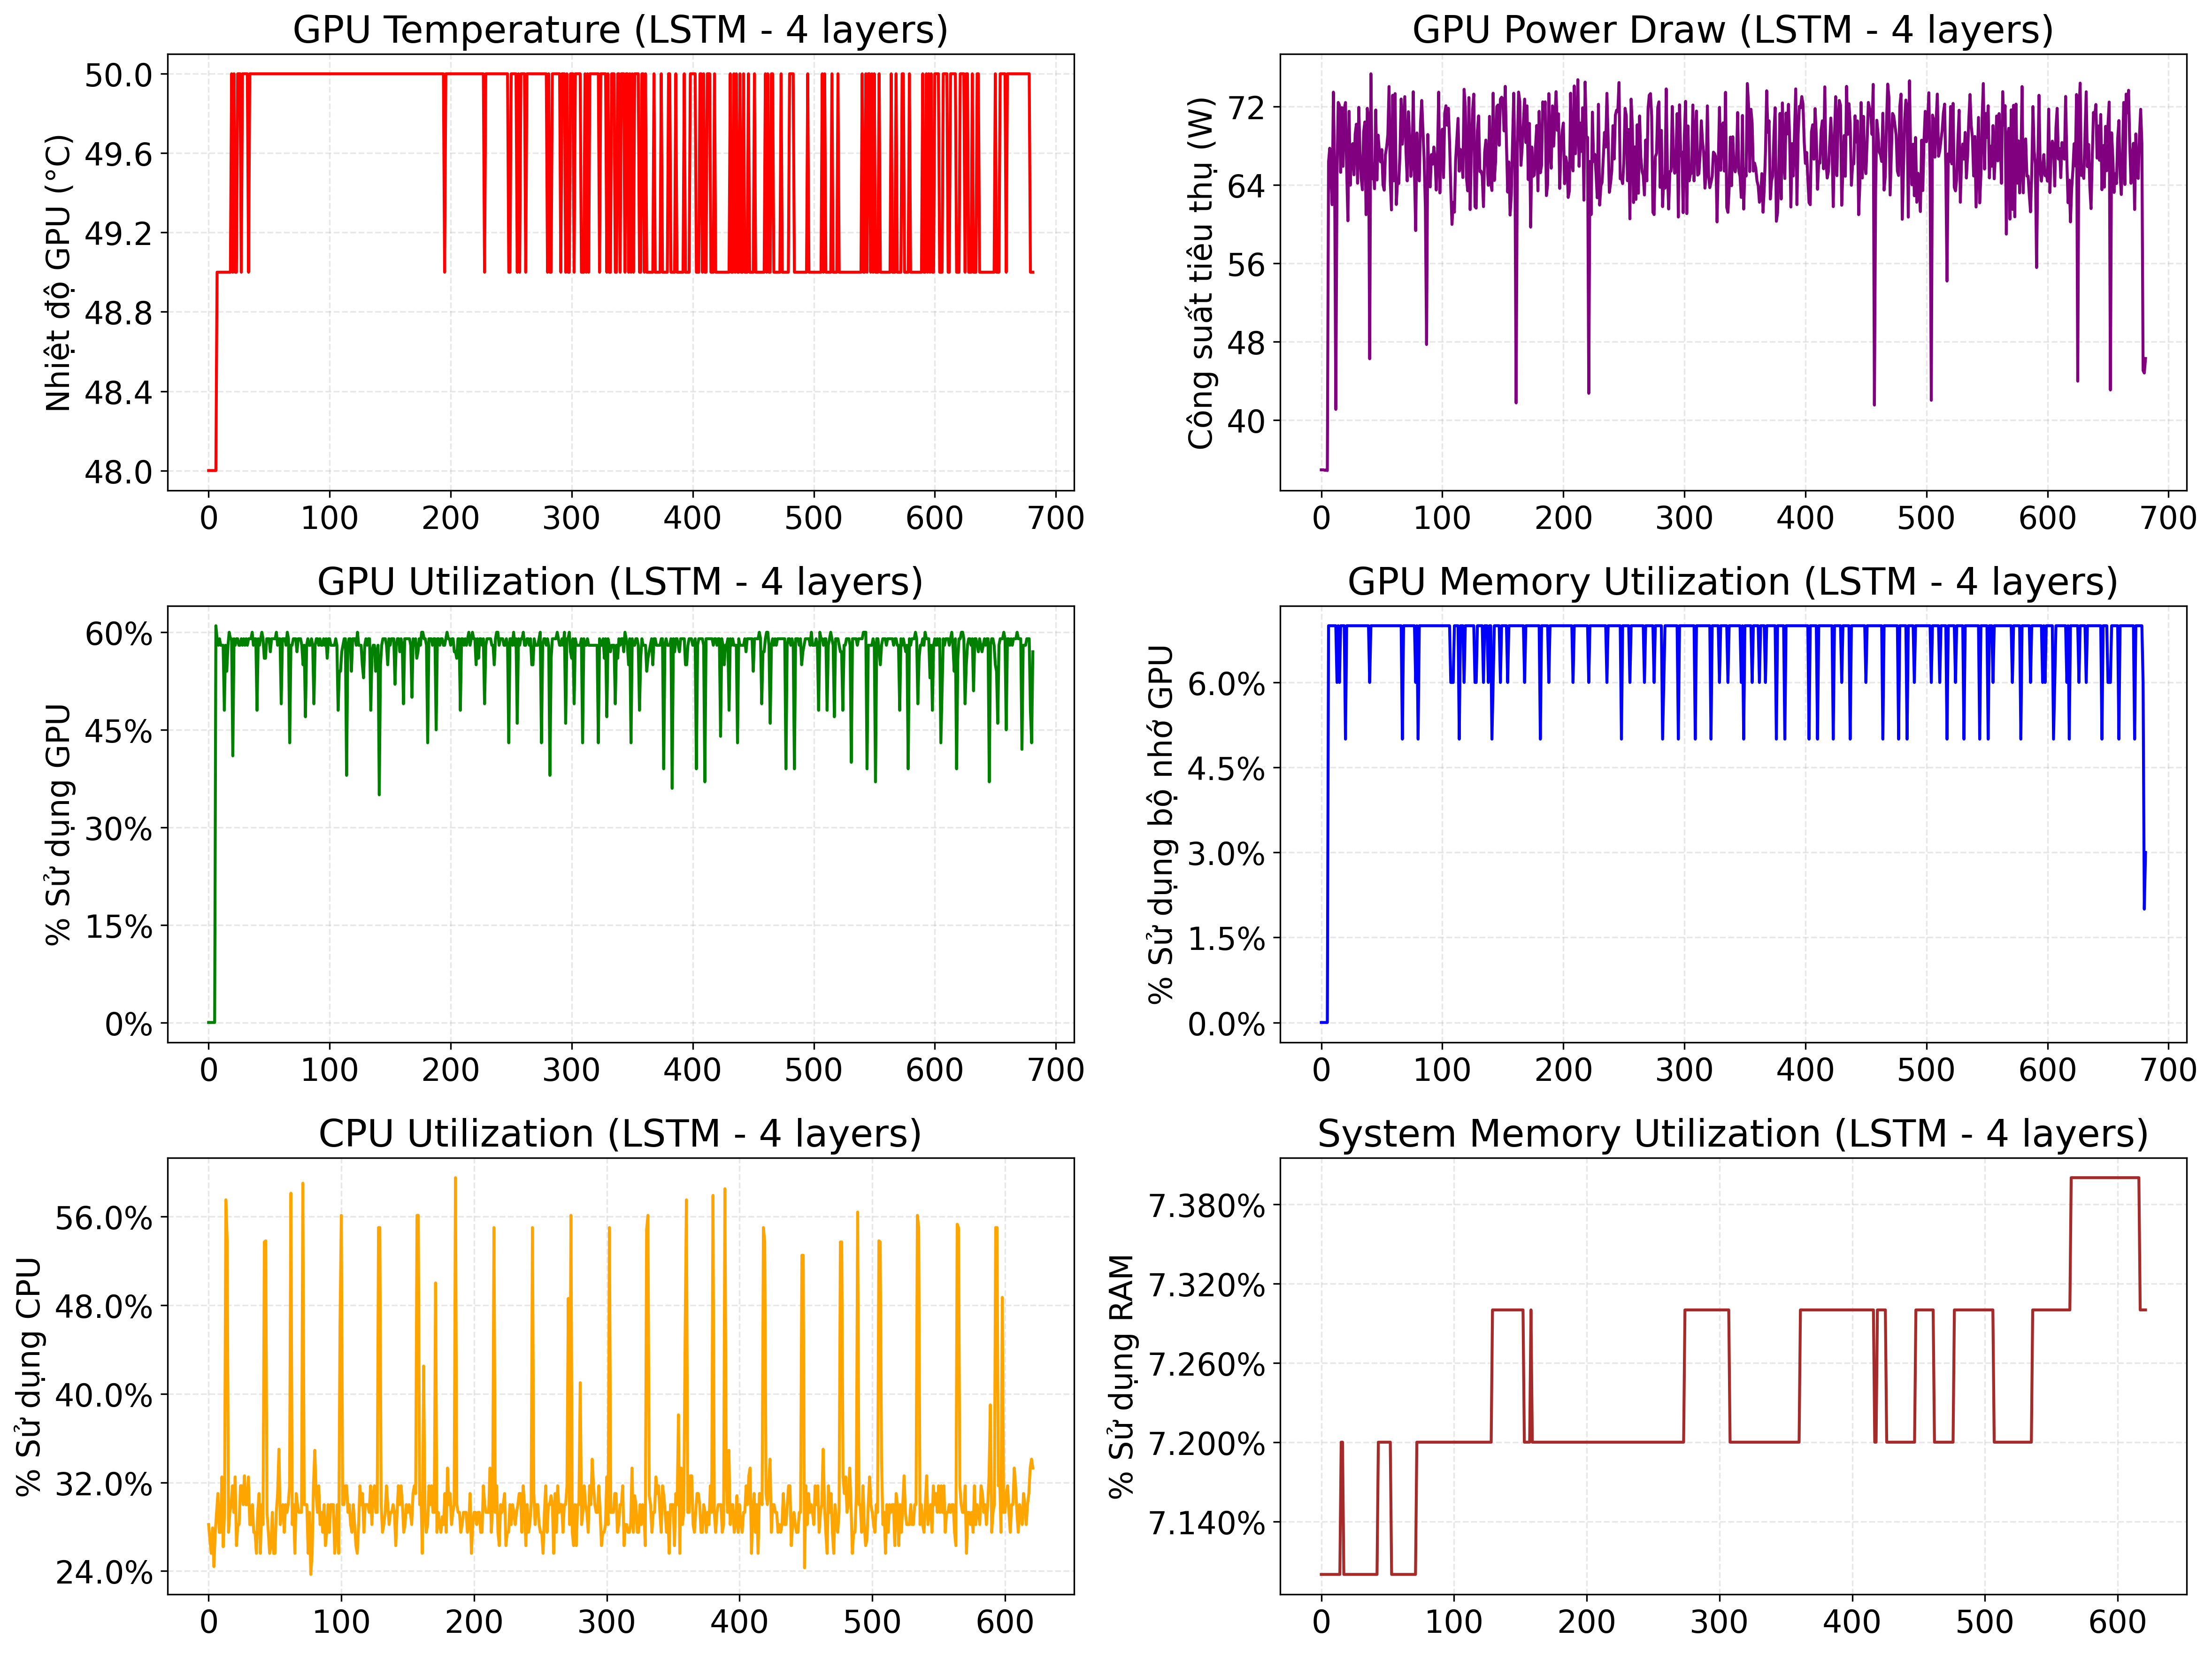 GPU Temperature (LSTM - 4 layers)
Nhiệt độ GPU (°C)
50.0
49.6
49.2
48.8
48.4
48.0
0 100 200 300 400 500 600 700
GPU Power Draw (LSTM - 4 layers)
Công suất tiêu thụ (W)
72
64
56
48
40
0 100 200 300 400 500 600 700
GPU Utilization (LSTM - 4 layers)
% Sử dụng GPU
60%
45%
30%
15%
0%
0 100 200 300 400 500 600 700
GPU Memory Utilization (LSTM - 4 layers)
% Sử dụng bộ nhớ GPU
6.0%
4.5%
3.0%
1.5%
0.0%
0 100 200 300 400 500 600 700
CPU Utilization (LSTM - 4 layers)
% Sử dụng CPU
56.0%
48.0%
40.0%
32.0%
24.0%
0 100 200 300 400 500 600
System Memory Utilization (LSTM - 4 layers)
% Sử dụng RAM
7.380%
7.320%
7.260%
7.200%
7.140%
0 100 200 300 400 500 600